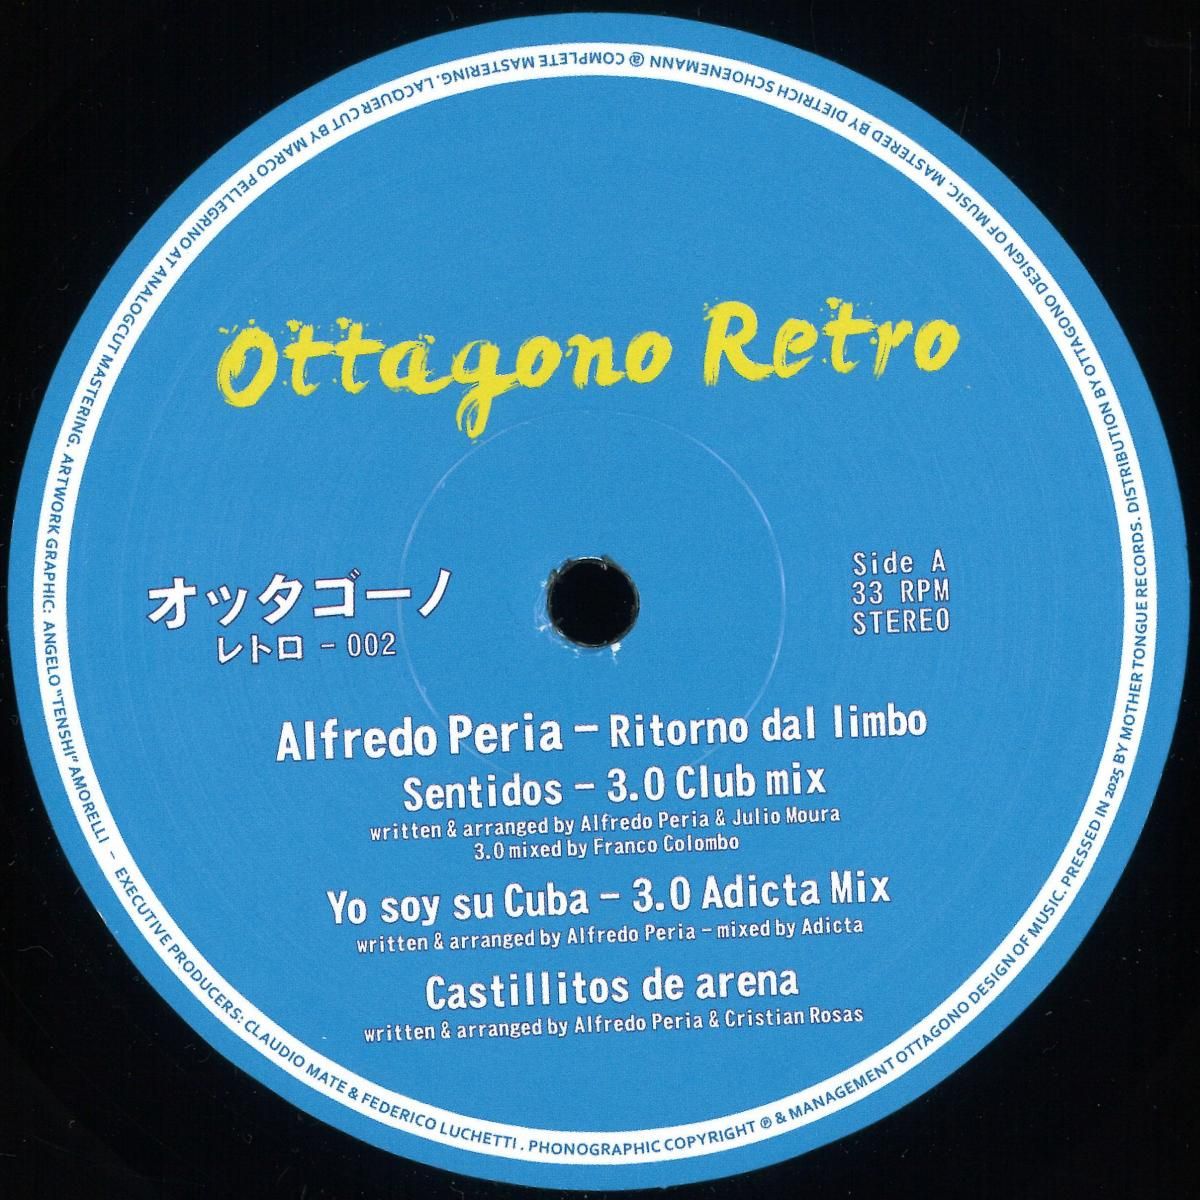 Ottagono Retro
オッタゴーノ
レトロ - 002
Side A
33 RPM
STEREO
Alfredo Peria - Ritorno dal limbo
Sentidos - 3.0 Club mix
written & arranged by Alfredo Peria & Julio Moura
3.0 mixed by Franco Colombo
Yo soy su Cuba - 3.0 Adicta Mix
written & arranged by Alfredo Peria - mixed by Adicta
Castillitos de arena
written & arranged by Alfredo Peria & Cristian Rosas
EXECUTIVE PRODUCERS: CLAUDIO MATE & FEDERICO LUCHETTI. PHONOGRAPHIC COPYRIGHT ℗ & MANAGEMENT OTTAGONO DESIGN OF MUSIC. PRESSED IN 2025 BY MOTHER TONGUE RECORDS. DISTRIBUTION BY OTTAGONO DESIGN OF MUSIC. MASTERED BY DIETRICH SCHOENEMANN @ COMPLETE MASTERING. LACQUER CUT BY MARCO PELLEGRINO AT ANALOGCUT MASTERING. ARTWORK GRAPHIC: ANGELO "TENSHI" AMORELLI -